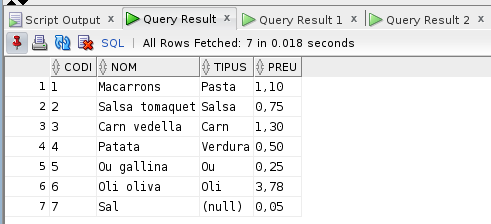 Script Output x Query Result x Query Result 1 x Query Result 2 x
SQL | All Rows Fetched: 7 in 0.018 seconds
CODI NOM TIPUS PREU
1 1 Macarrons Pasta 1,10
2 2 Salsa tomaquet Salsa 0,75
3 3 Carn vedella Carn 1,30
4 4 Patata Verdura 0,50
5 5 Ou gallina Ou 0,25
6 6 Oli oliva Oli 3,78
7 7 Sal (null) 0,05